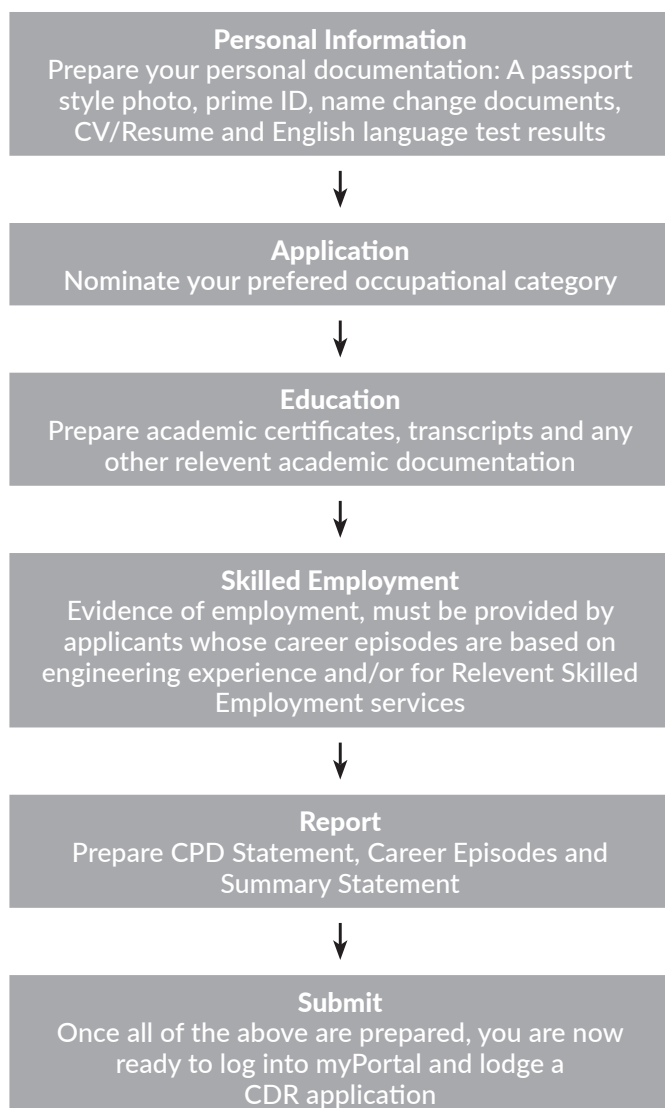 Personal Information
Prepare your personal documentation: A passport
style photo, prime ID, name change documents,
CV/Resume and English language test results
Application
Nominate your prefered occupational category
Education
Prepare academic certificates, transcripts and any
other relevent academic documentation
Skilled Employment
Evidence of employment, must be provided by
applicants whose career episodes are based on
engineering experience and/or for Relevent Skilled
Employment services
Report
Prepare CPD Statement, Career Episodes and
Summary Statement
Submit
Once all of the above are prepared, you are now
ready to log into myPortal and lodge a
CDR application